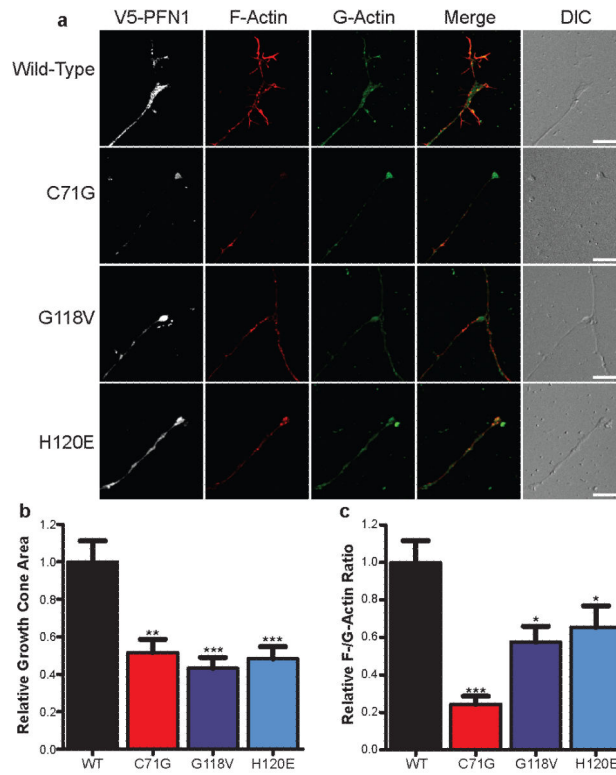 a
V5-PFN1 F-Actin G-Actin Merge DIC
Wild-Type
C71G
G118V
H120E
b
Relative Growth Cone Area
1.2
1.0
0.8
0.6
0.4
0.2
0.0
** *** ***
WT C71G G118V H120E
c
Relative F-/G-Actin Ratio
1.2
1.0
0.8
0.6
0.4
0.2
0.0
*** * *
WT C71G G118V H120E